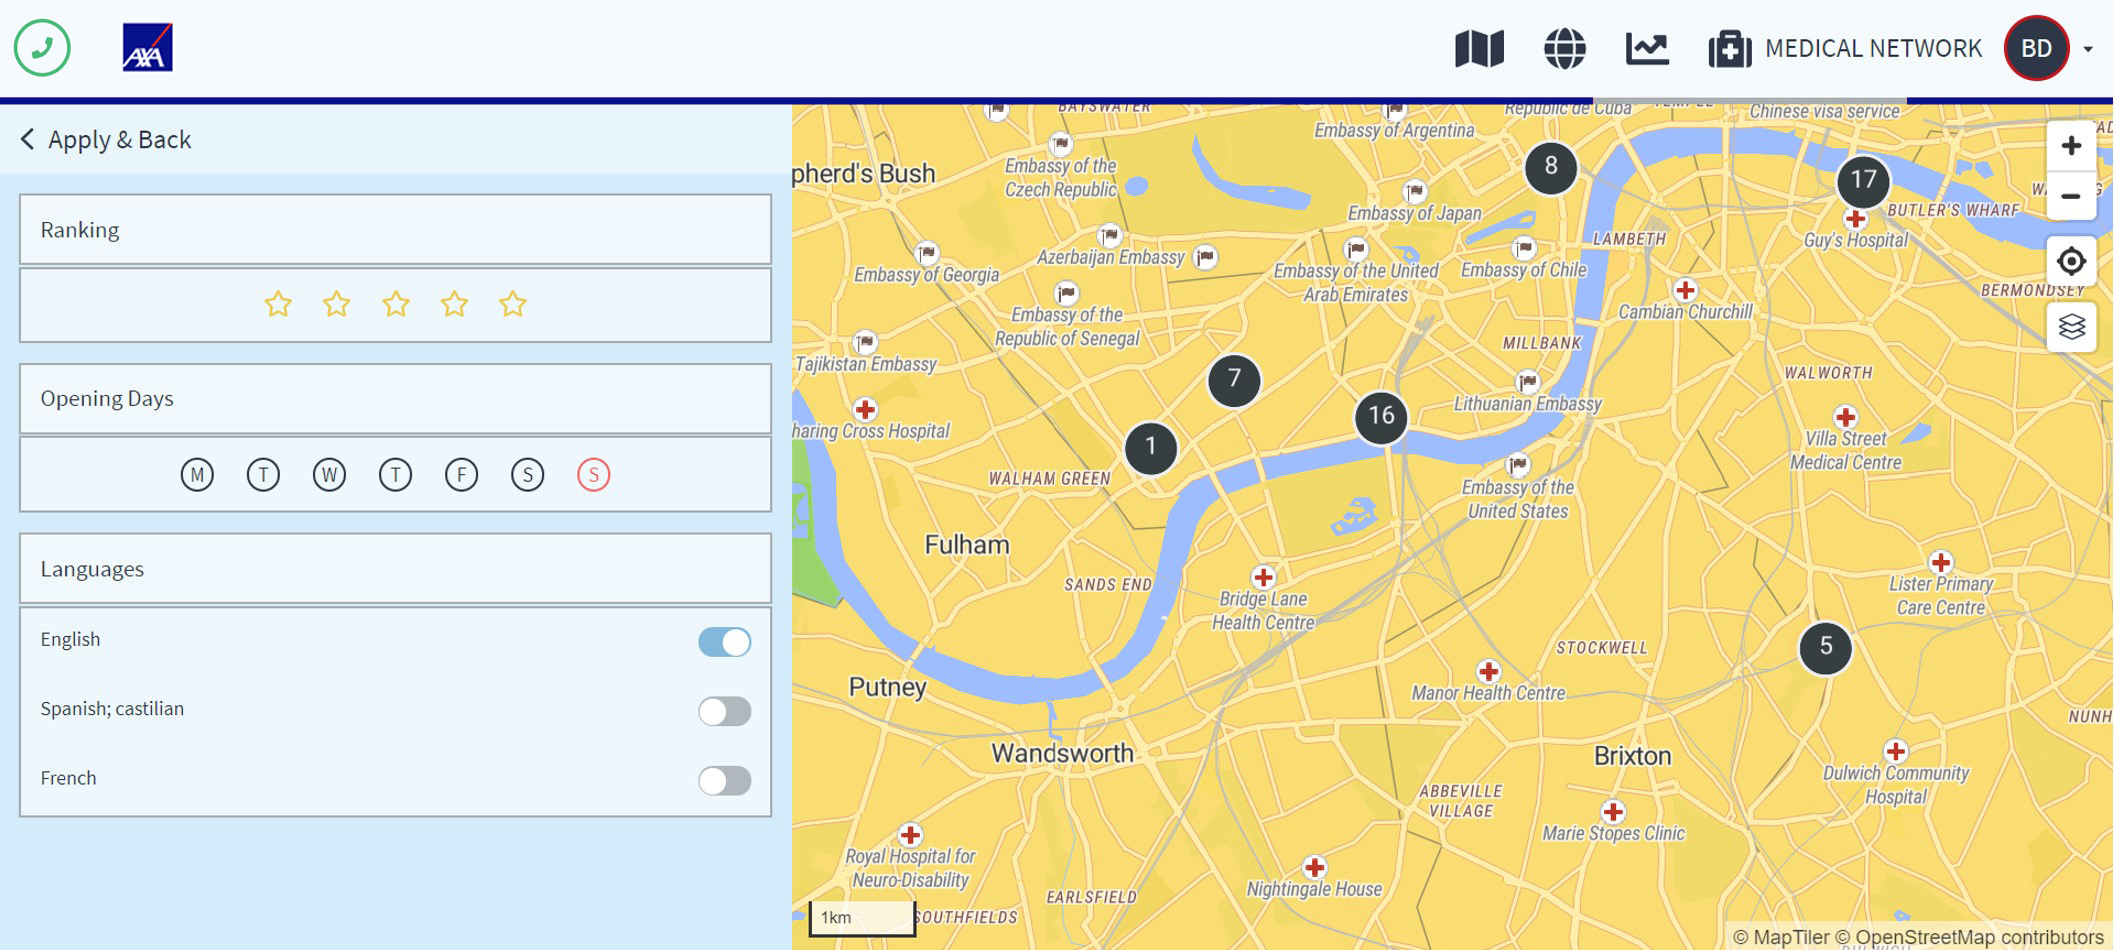 AXA
MEDICAL NETWORK
BD
Apply & Back
Ranking
Opening Days
M T W T F S S
Languages
English
Spanish; castilian
French
BAYSWATER
Embassy of Argentina
Republic de Cuba
TEMPLE
Chinese visa service
pherd's Bush
Embassy of the
Czech Republic
8
17
Embassy of Japan
BUTLER'S WHARF
LAMBETH
Guy's Hospital
Embassy of Georgia
Azerbaijan Embassy
Embassy of the United
Arab Emirates
Embassy of Chile
BERMONDSEY
Embassy of the
Republic of Senegal
Cambian Churchill
Tajikistan Embassy
MILLBANK
WALWORTH
7
Lithuanian Embassy
haring Cross Hospital
16
1
Villa Street
Medical Centre
WALHAM GREEN
Embassy of the
United States
Fulham
SANDS END
Bridge Lane
Health Centre
Lister Primary
Care Centre
STOCKWELL
5
Putney
Manor Health Centre
NUNH
Wandsworth
Brixton
Dulwich Community
Hospital
ABBEVILLE
VILLAGE
Marie Stopes Clinic
Royal Hospital for
Neuro-Disability
Nightingale House
EARLSFIELD
1km
SOUTHFIELDS
© MapTiler © OpenStreetMap contributors